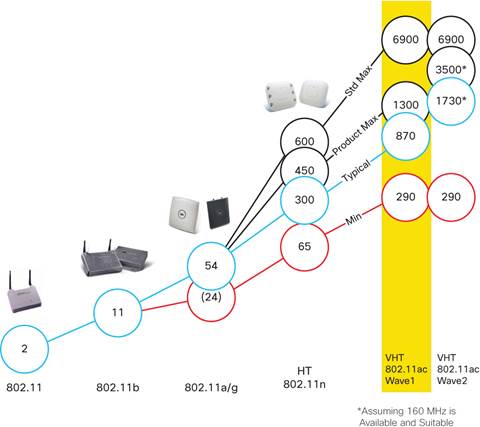 6900
6900
3500*
1730*
1300
870
600
450
300
290
290
65
54
(24)
11
2
Std Max
Product Max
Typical
Min
802.11
802.11b
802.11a/g
HT
802.11n
VHT
802.11ac
Wave1
VHT
802.11ac
Wave2
*Assuming 160 MHz is
Available and Suitable